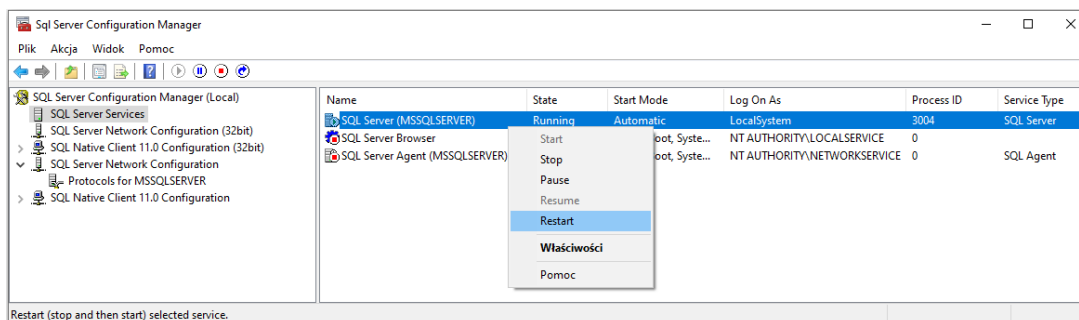 Sql Server Configuration Manager
Plik Akcja Widok Pomoc
SQL Server Configuration Manager (Local)
SQL Server Services
SQL Server Network Configuration (32bit)
SQL Native Client 11.0 Configuration (32bit)
SQL Server Network Configuration
Protocols for MSSQLSERVER
SQL Native Client 11.0 Configuration
Name State Start Mode Log On As Process ID Service Type
SQL Server (MSSQLSERVER) Running Automatic LocalSystem 3004 SQL Server
SQL Server Browser oot, Syste... NT AUTHORITY\LOCALSERVICE 0
SQL Server Agent (MSSQLSERVER) oot, Syste... NT AUTHORITY\NETWORKSERVICE 0 SQL Agent
Start
Stop
Pause
Resume
Restart
Właściwości
Pomoc
Restart (stop and then start) selected service.